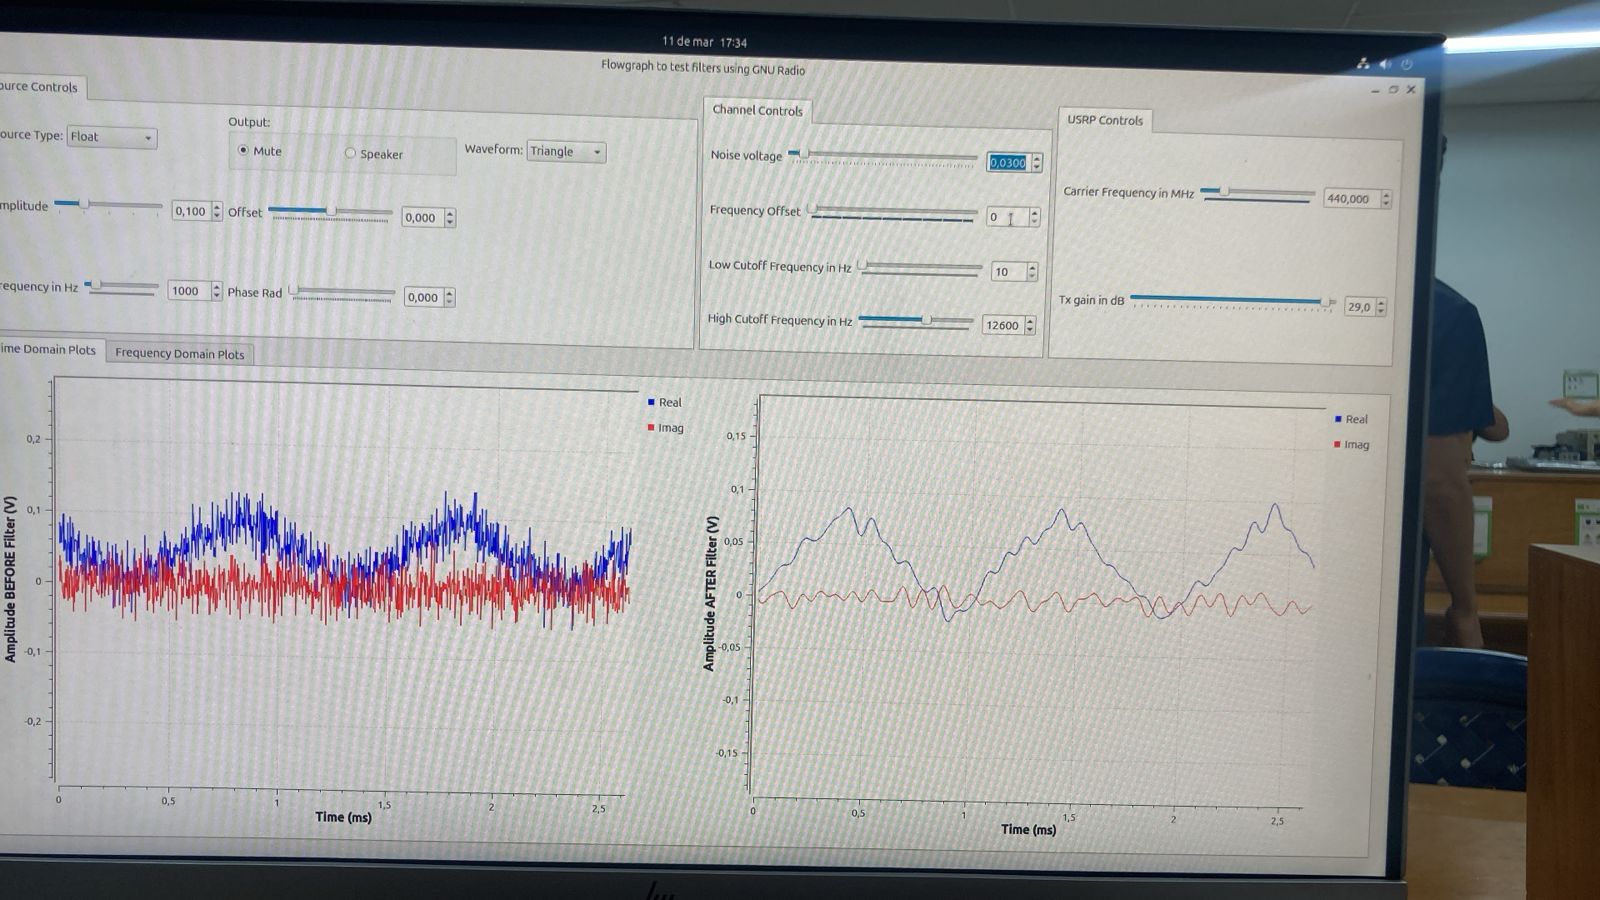 11 de mar 17:34
Flowgraph to test filters using GNU Radio
ource Controls
ource Type: Float
Output:
Mute
Speaker
Waveform: Triangle
mplitude
0,100
Offset
0,000
requency in Hz
1000
Phase Rad
0,000
Channel Controls
Noise voltage
0,0300
Frequency Offset
0
Low Cutoff Frequency in Hz
10
High Cutoff Frequency in Hz
12600
USRP Controls
Carrier Frequency in MHz
440,000
Tx gain in dB
29,0
ime Domain Plots
Frequency Domain Plots
Real
Imag
Amplitude BEFORE Filter (V)
0,2
0,1
0
-0,1
-0,2
0
0,5
1
1,5
2
2,5
Time (ms)
Real
Imag
Amplitude AFTER Filter (V)
0,15
0,1
0,05
0
-0,05
-0,1
-0,15
0
0,5
1
1,5
2
2,5
Time (ms)